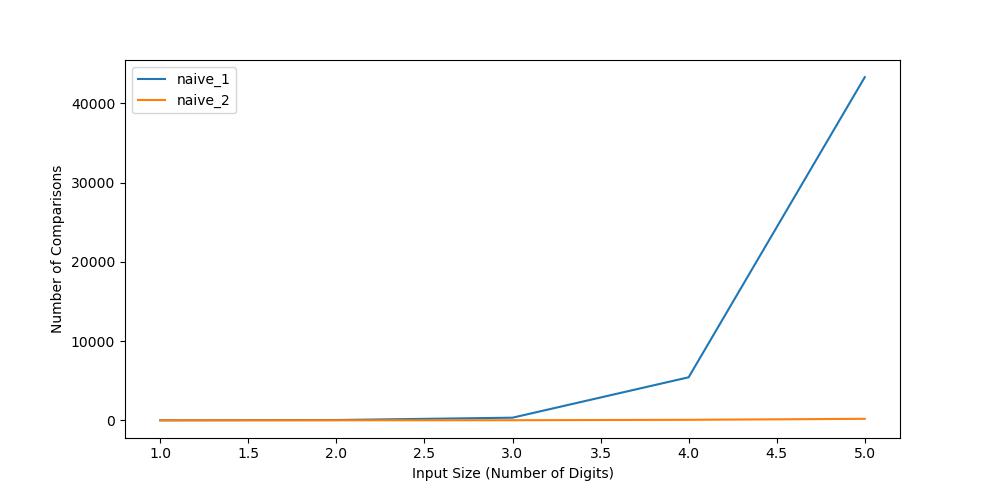 naive_1
naive_2
40000
30000
20000
10000
0
Number of Comparisons
1.0 1.5 2.0 2.5 3.0 3.5 4.0 4.5 5.0
Input Size (Number of Digits)